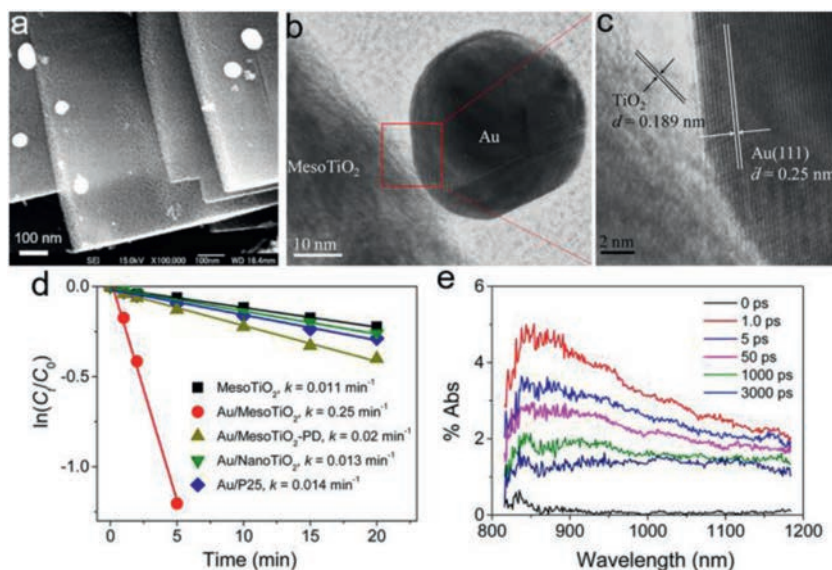 a
100 nm
SEI 15.0kV X100,000 100nm WD 16.4mm
b
MesoTiO₂
Au
10 nm
c
TiO₂
d = 0.189 nm
Au(111)
d = 0.25 nm
2 nm
d
ln(Cₜ/C₀)
0.0
-0.5
-1.0
MesoTiO₂, k = 0.011 min⁻¹
Au/MesoTiO₂, k = 0.25 min⁻¹
Au/MesoTiO₂-PD, k = 0.02 min⁻¹
Au/NanoTiO₂, k = 0.013 min⁻¹
Au/P25, k = 0.014 min⁻¹
0 5 10 15 20
Time (min)
e
% Abs
6
4
2
0
0 ps
1.0 ps
5 ps
50 ps
1000 ps
3000 ps
800 900 1000 1100 1200
Wavelength (nm)